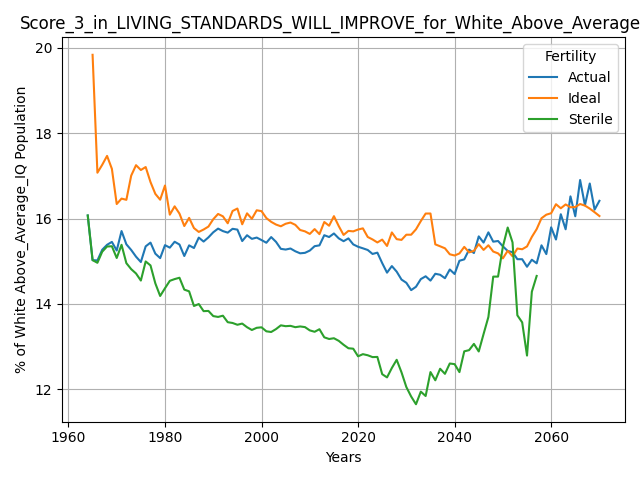 Score_3_in_LIVING_STANDARDS_WILL_IMPROVE_for_White_Above_Average
Fertility
Actual
Ideal
Sterile
% of White Above_Average_IQ Population
20
18
16
14
12
1960 1980 2000 2020 2040 2060
Years